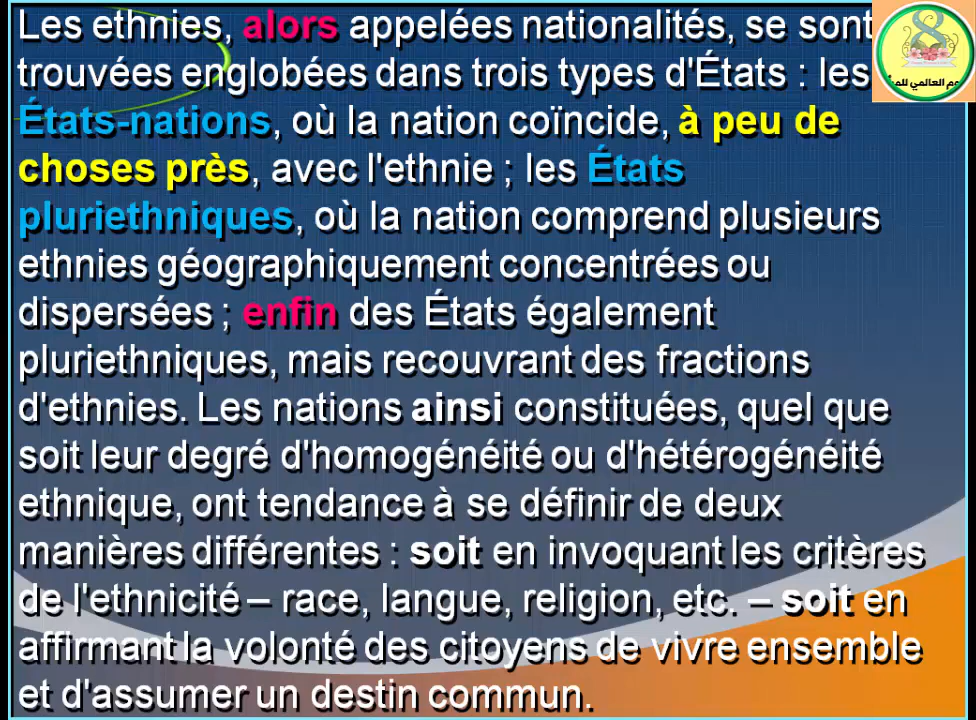 Les ethnies, alors appelées nationalités, se sont
trouvées englobées dans trois types d'États : les
États-nations, où la nation coïncide, à peu de
choses près, avec l'ethnie ; les États
pluriethniques, où la nation comprend plusieurs
ethnies géographiquement concentrées ou
dispersées ; enfin des États également
pluriethniques, mais recouvrant des fractions
d'ethnies. Les nations ainsi constituées, quel que
soit leur degré d'homogénéité ou d'hétérogénéité
ethnique, ont tendance à se définir de deux
manières différentes : soit en invoquant les critères
de l'ethnicité – race, langue, religion, etc. – soit en
affirmant la volonté des citoyens de vivre ensemble
et d'assumer un destin commun.